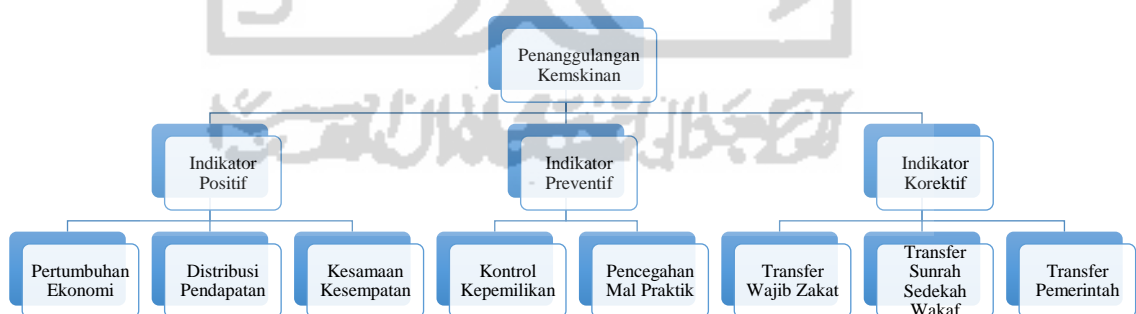 Penanggulangan
Kemskinan
Indikator
Positif
Indikator
Preventif
Indikator
Korektif
Pertumbuhan
Ekonomi
Distribusi
Pendapatan
Kesamaan
Kesempatan
Kontrol
Kepemilikan
Pencegahan
Mal Praktik
Transfer
Wajib Zakat
Transfer
Sunrah
Sedekah
Wakaf
Transfer
Pemerintah